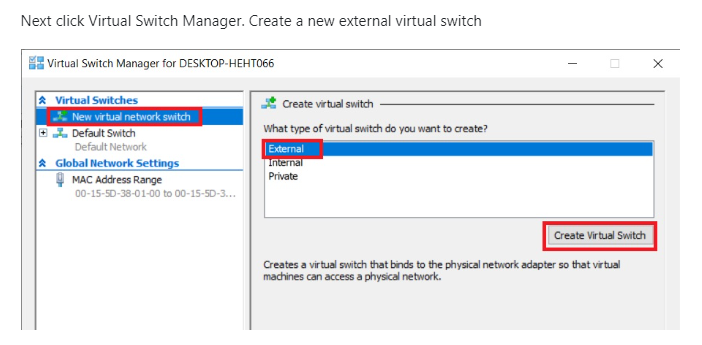 Next click Virtual Switch Manager. Create a new external virtual switch
Virtual Switch Manager for DESKTOP-HEHT066
Virtual Switches
New virtual network switch
Default Switch
Default Network
Global Network Settings
MAC Address Range
00-15-5D-38-01-00 to 00-15-5D-3...
Create virtual switch
What type of virtual switch do you want to create?
External
Internal
Private
Create Virtual Switch
Creates a virtual switch that binds to the physical network adapter so that virtual
machines can access a physical network.